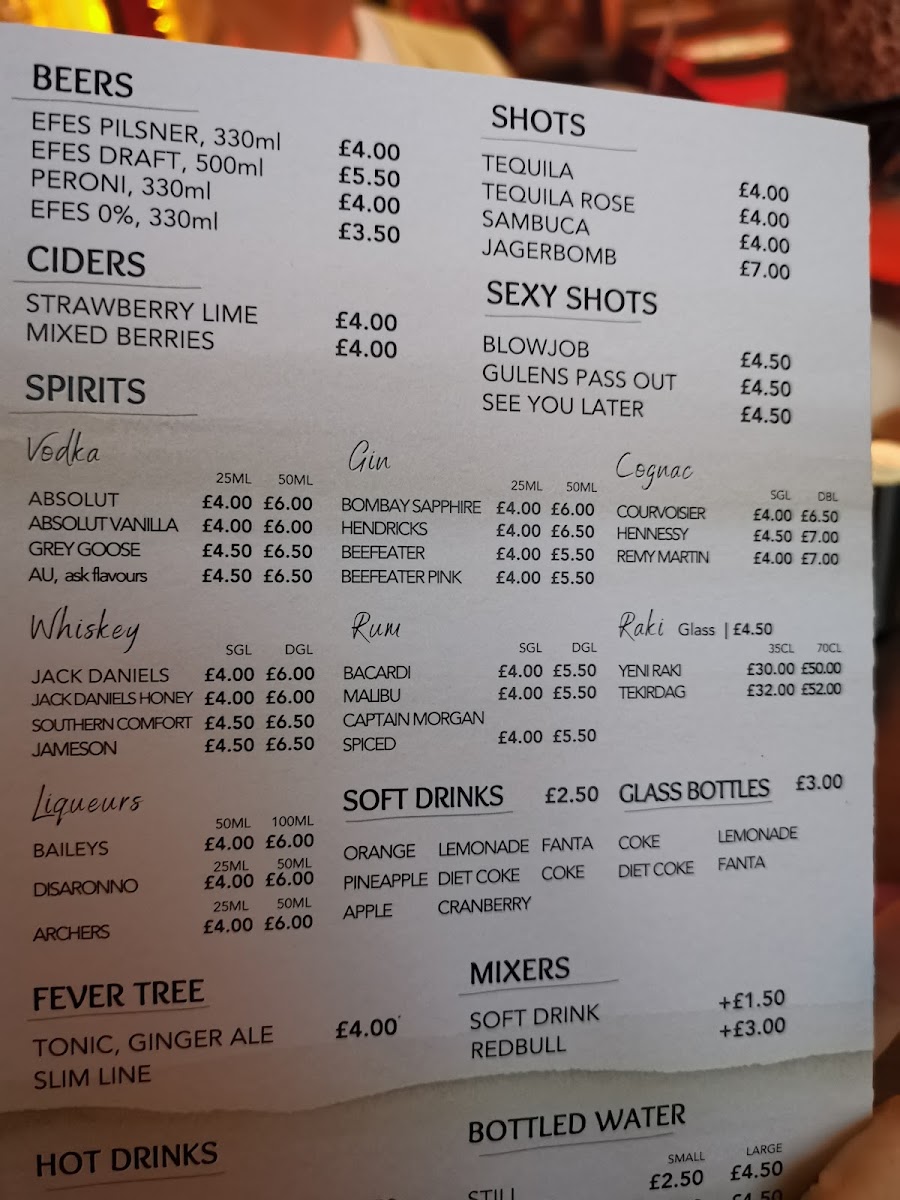 BEERS
EFES PILSNER, 330ml £4.00
EFES DRAFT, 500ml £5.50
PERONI, 330ml £4.00
EFES 0%, 330ml £3.50
CIDERS
STRAWBERRY LIME £4.00
MIXED BERRIES £4.00
SHOTS
TEQUILA £4.00
TEQUILA ROSE £4.00
SAMBUCA £4.00
JAGERBOMB £7.00
SEXY SHOTS
BLOWJOB £4.50
GULENS PASS OUT £4.50
SEE YOU LATER £4.50
SPIRITS
Vodka
25ML 50ML
ABSOLUT £4.00 £6.00
ABSOLUT VANILLA £4.00 £6.00
GREY GOOSE £4.50 £6.50
AU, ask flavours £4.50 £6.50
Gin
25ML 50ML
BOMBAY SAPPHIRE £4.00 £6.00
HENDRICKS £4.00 £6.50
BEEFEATER £4.00 £5.50
BEEFEATER PINK £4.00 £5.50
Cognac
SGL DBL
COURVOISIER £4.00 £6.50
HENNESSY £4.50 £7.00
REMY MARTIN £4.00 £7.00
Whiskey
SGL DGL
JACK DANIELS £4.00 £6.00
JACK DANIELS HONEY £4.00 £6.00
SOUTHERN COMFORT £4.50 £6.50
JAMESON £4.50 £6.50
Rum
SGL DGL
BACARDI £4.00 £5.50
MALIBU £4.00 £5.50
CAPTAIN MORGAN
SPICED £4.00 £5.50
Raki Glass | £4.50
35CL 70CL
YENI RAKI £30.00 £50.00
TEKIRDAG £32.00 £52.00
Liqueurs
50ML 100ML
BAILEYS £4.00 £6.00
25ML 50ML
DISARONNO £4.00 £6.00
25ML 50ML
ARCHERS £4.00 £6.00
SOFT DRINKS £2.50
ORANGE LEMONADE FANTA
PINEAPPLE DIET COKE COKE
APPLE CRANBERRY
GLASS BOTTLES £3.00
COKE LEMONADE
DIET COKE FANTA
FEVER TREE
TONIC, GINGER ALE £4.00
SLIM LINE
MIXERS
SOFT DRINK +£1.50
REDBULL +£3.00
HOT DRINKS
BOTTLED WATER
SMALL LARGE
STILL £2.50 £4.50
£4.50